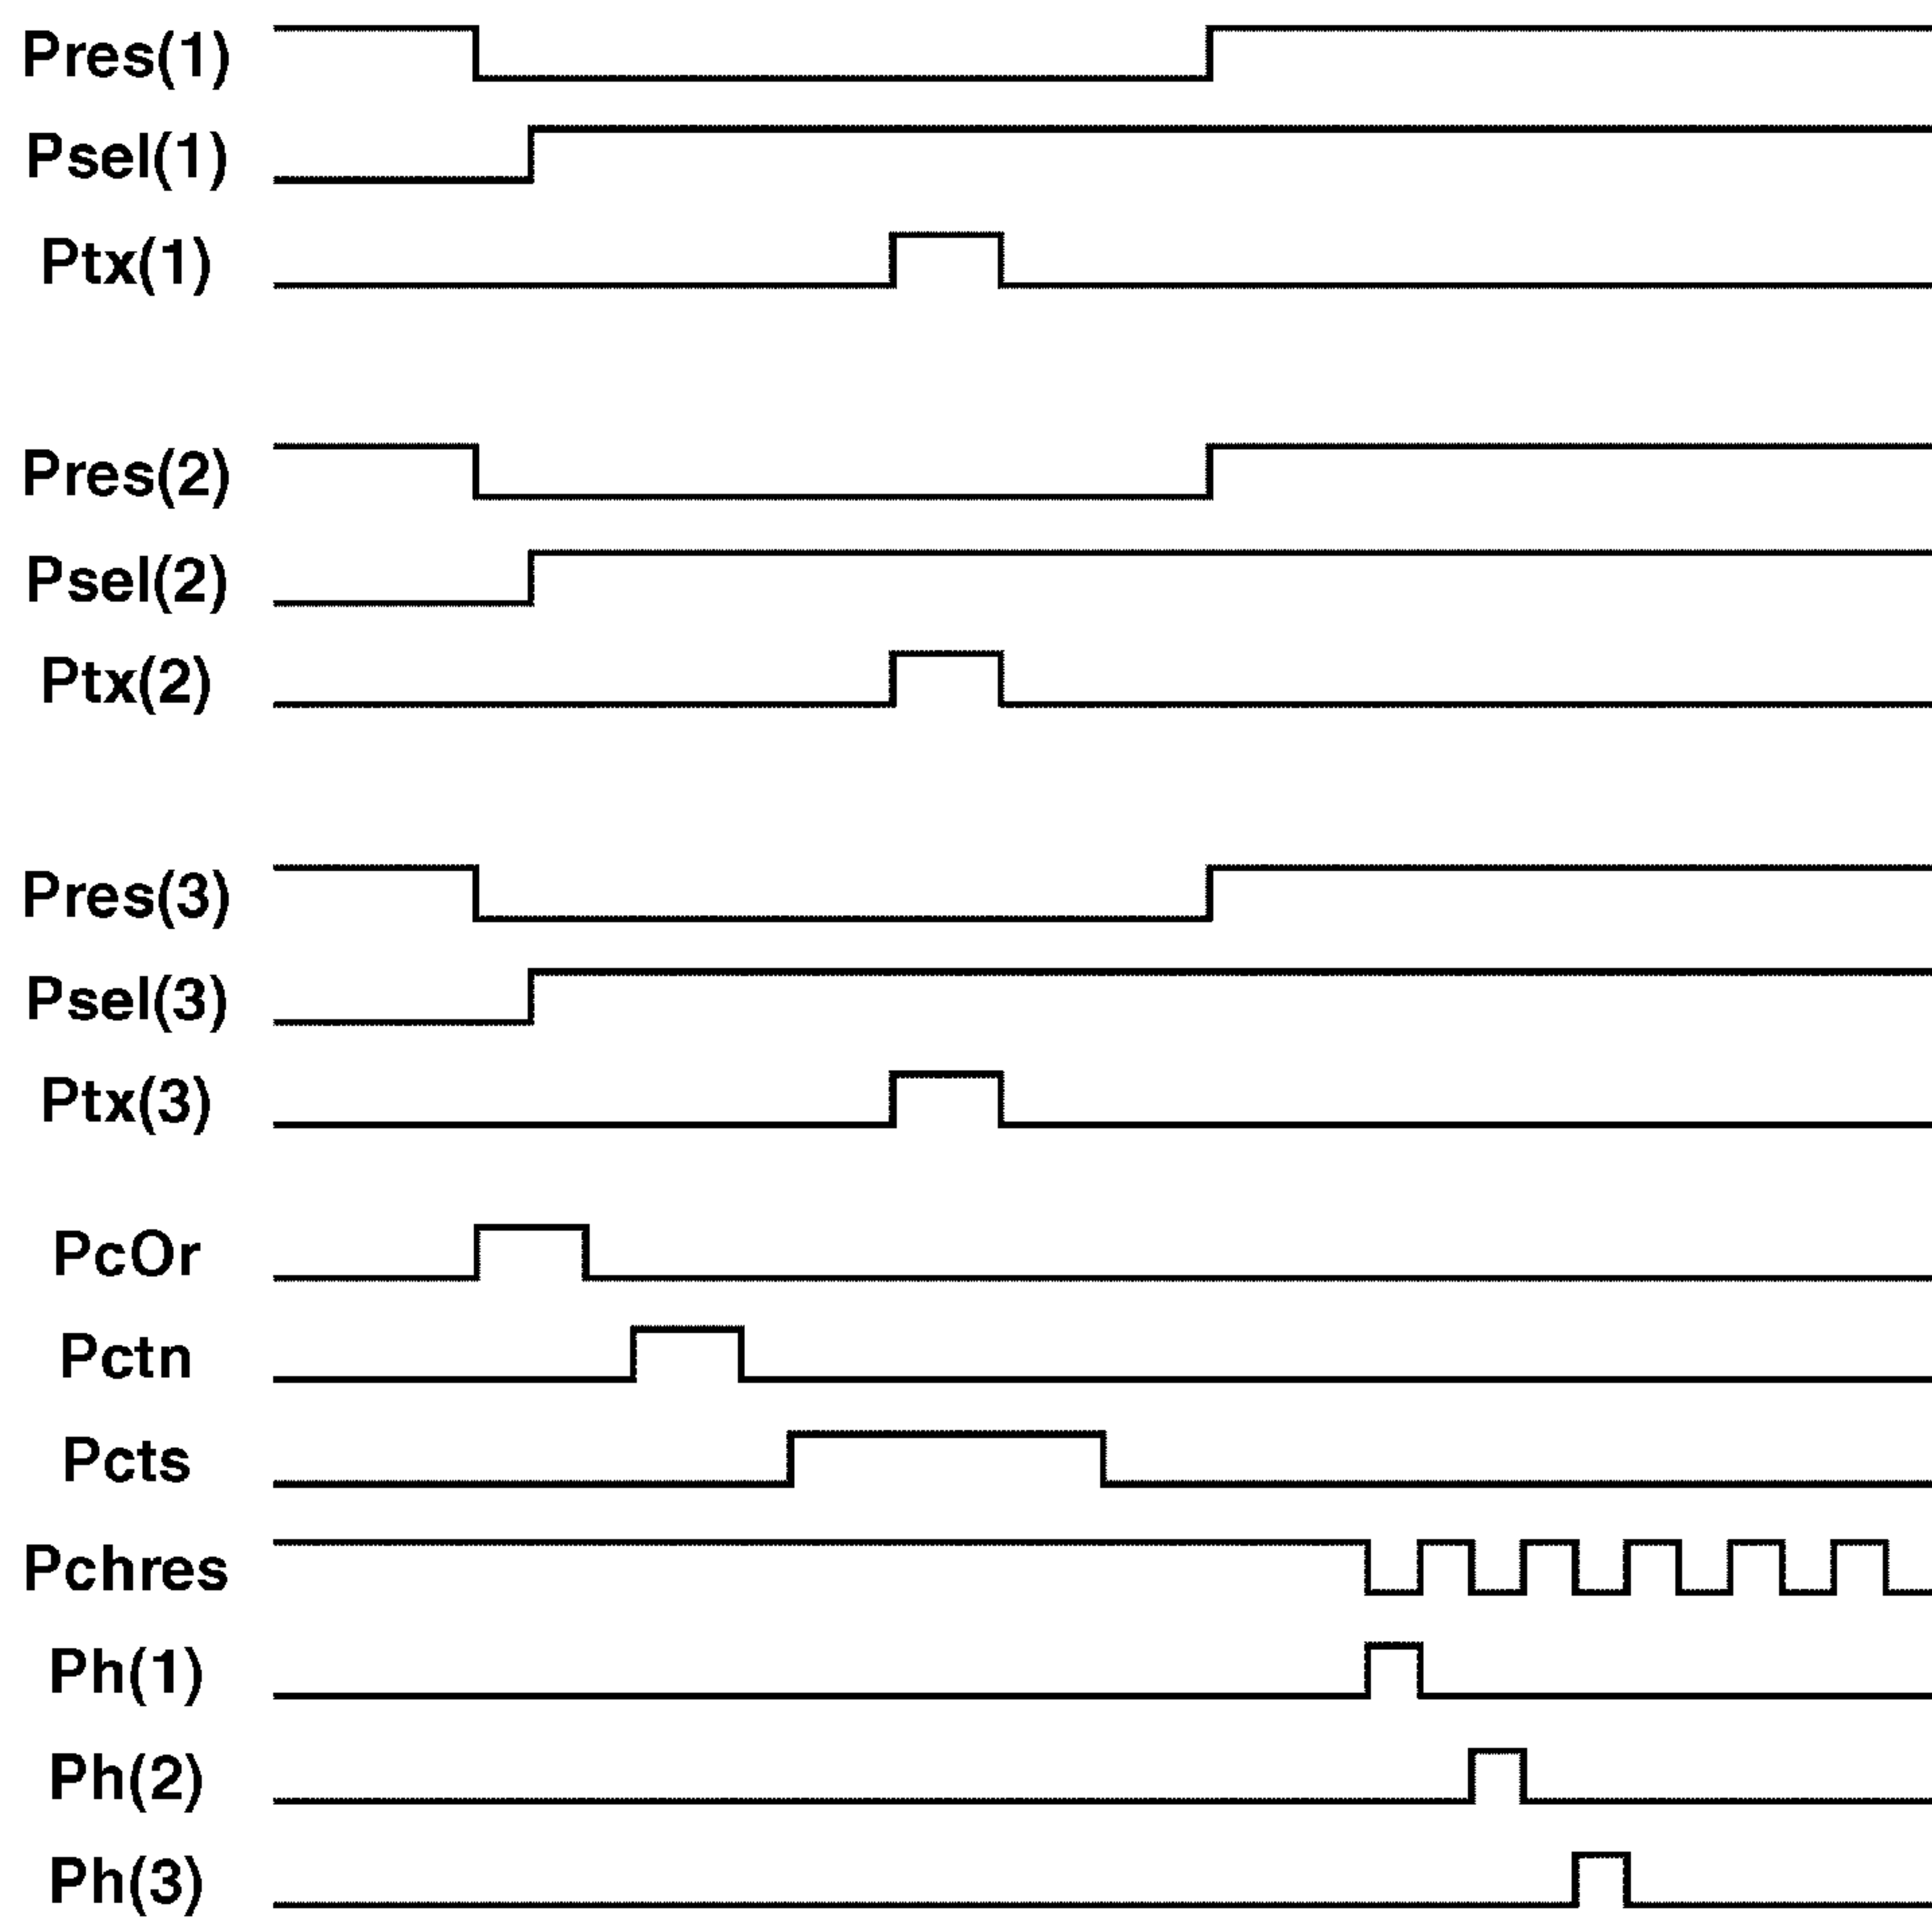 Pres(1)
Psel(1)
Ptx(1)
Pres(2)
Psel(2)
Ptx(2)
Pres(3)
Psel(3)
Ptx(3)
PcOr
Pctn
Pcts
Pchres
Ph(1)
Ph(2)
Ph(3)